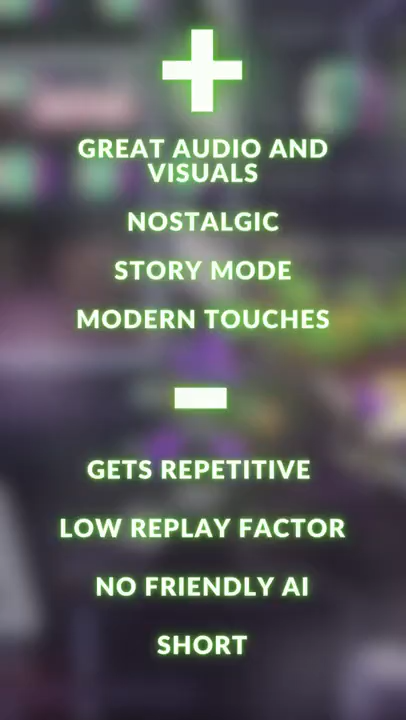 +
GREAT AUDIO AND
VISUALS
NOSTALGIC
STORY MODE
MODERN TOUCHES
-
GETS REPETITIVE
LOW REPLAY FACTOR
NO FRIENDLY AI
SHORT